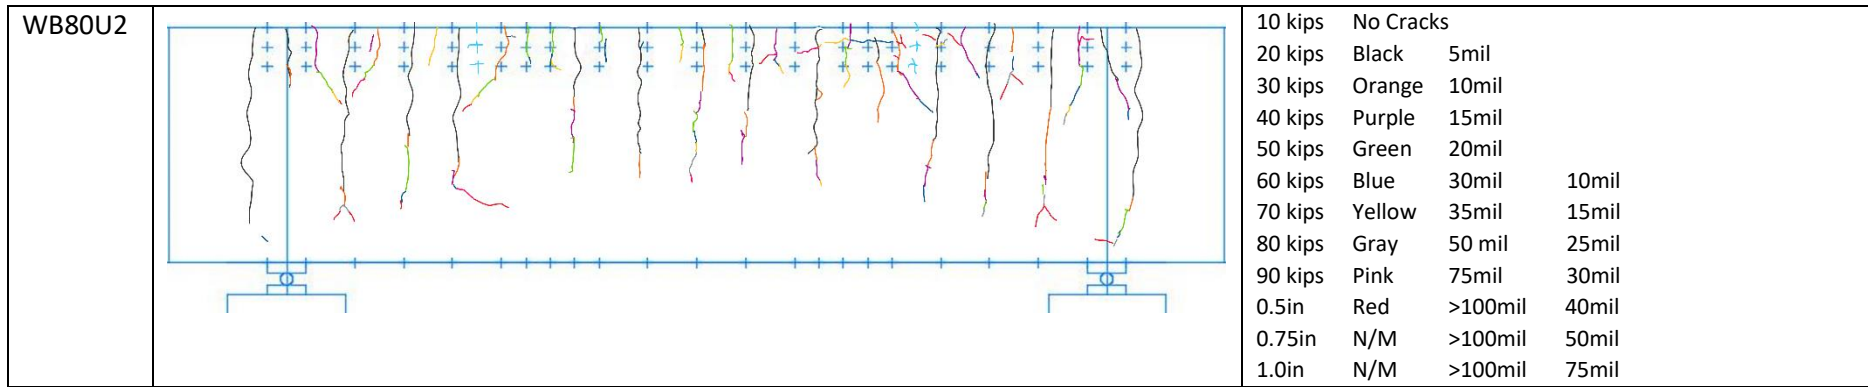 WB80U2
10 kips No Cracks
20 kips Black 5mil
30 kips Orange 10mil
40 kips Purple 15mil
50 kips Green 20mil
60 kips Blue 30mil 10mil
70 kips Yellow 35mil 15mil
80 kips Gray 50 mil 25mil
90 kips Pink 75mil 30mil
0.5in Red >100mil 40mil
0.75in N/M >100mil 50mil
1.0in N/M >100mil 75mil